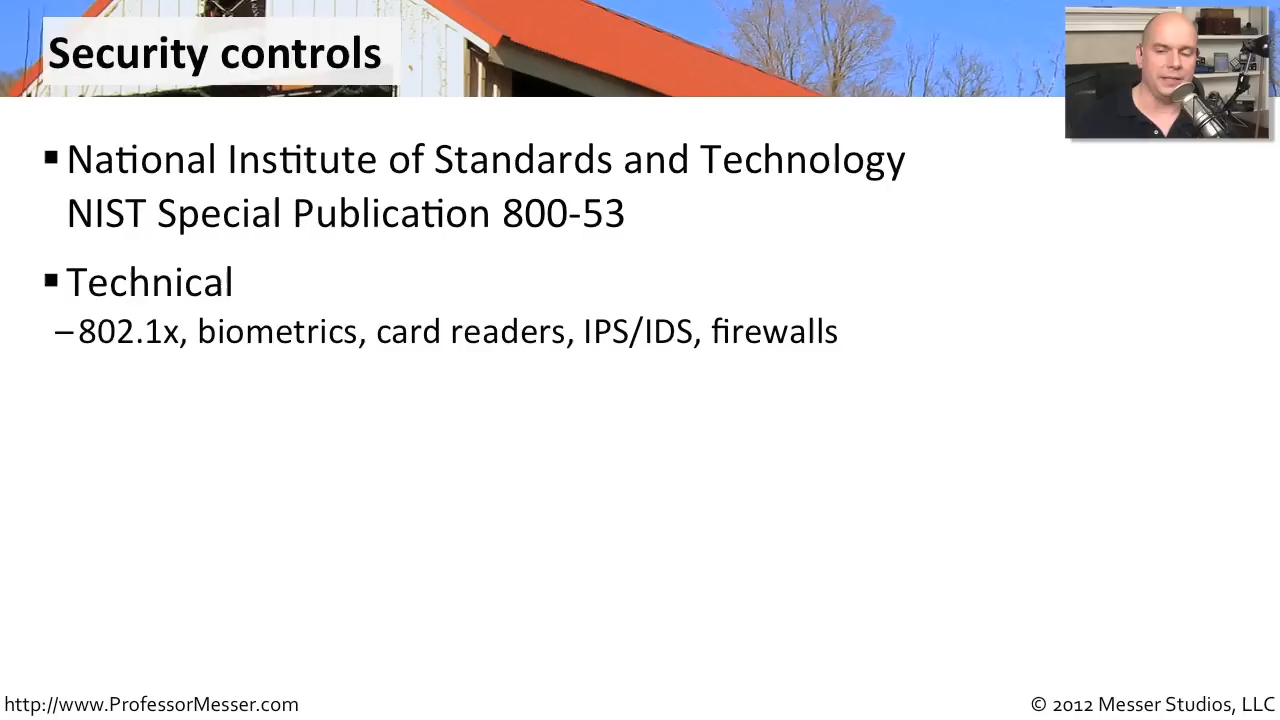 Security controls
▪ National Institute of Standards and Technology
NIST Special Publication 800-53
▪ Technical
– 802.1x, biometrics, card readers, IPS/IDS, firewalls
http://www.ProfessorMesser.com
© 2012 Messer Studios, LLC